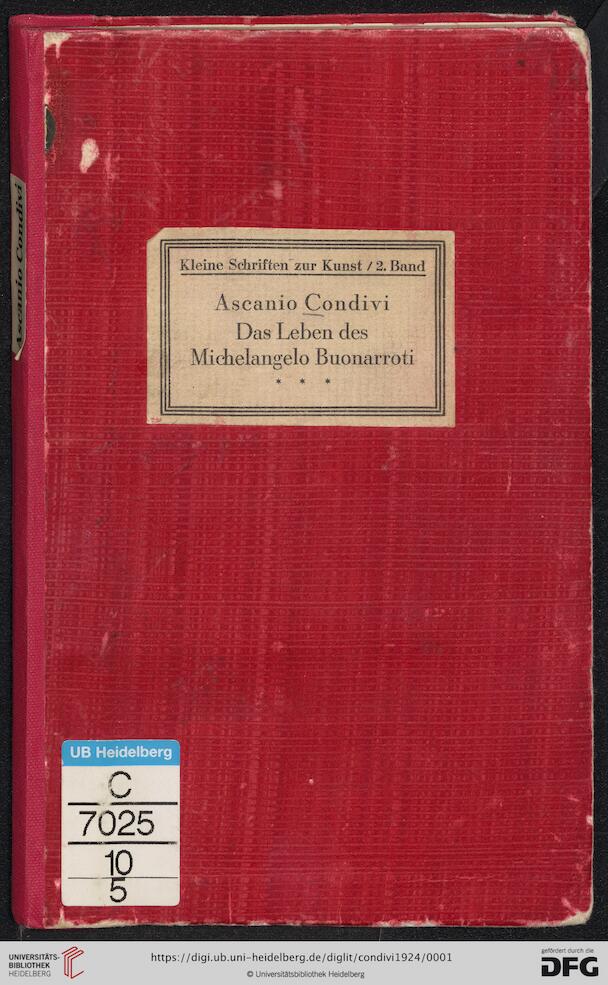 Ascanio Condivi
Kleine Schriften zur Kunst / 2. Band
Ascanio Condivi
Das Leben des
Michelangelo Buonarroti
* * *
UB Heidelberg
C
7025
10
5
UNIVERSITÄTS-
BIBLIOTHEK
HEIDELBERG
https://digi.ub.uni-heidelberg.de/diglit/condivi1924/0001
© Universitätsbibliothek Heidelberg
gefördert durch die
DFG